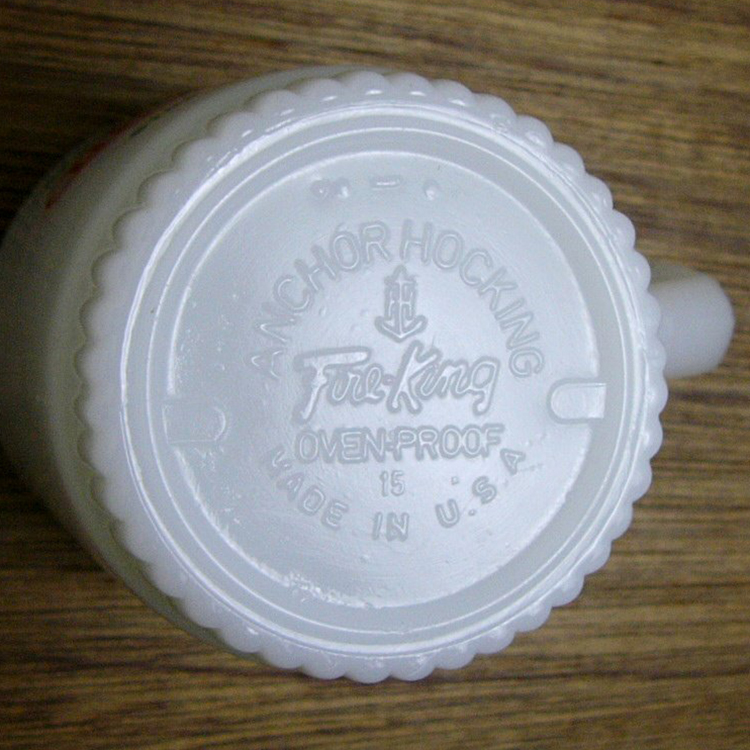 ANCHOR HOCKING
Fire-King
OVEN-PROOF
15
MADE IN U.S.A